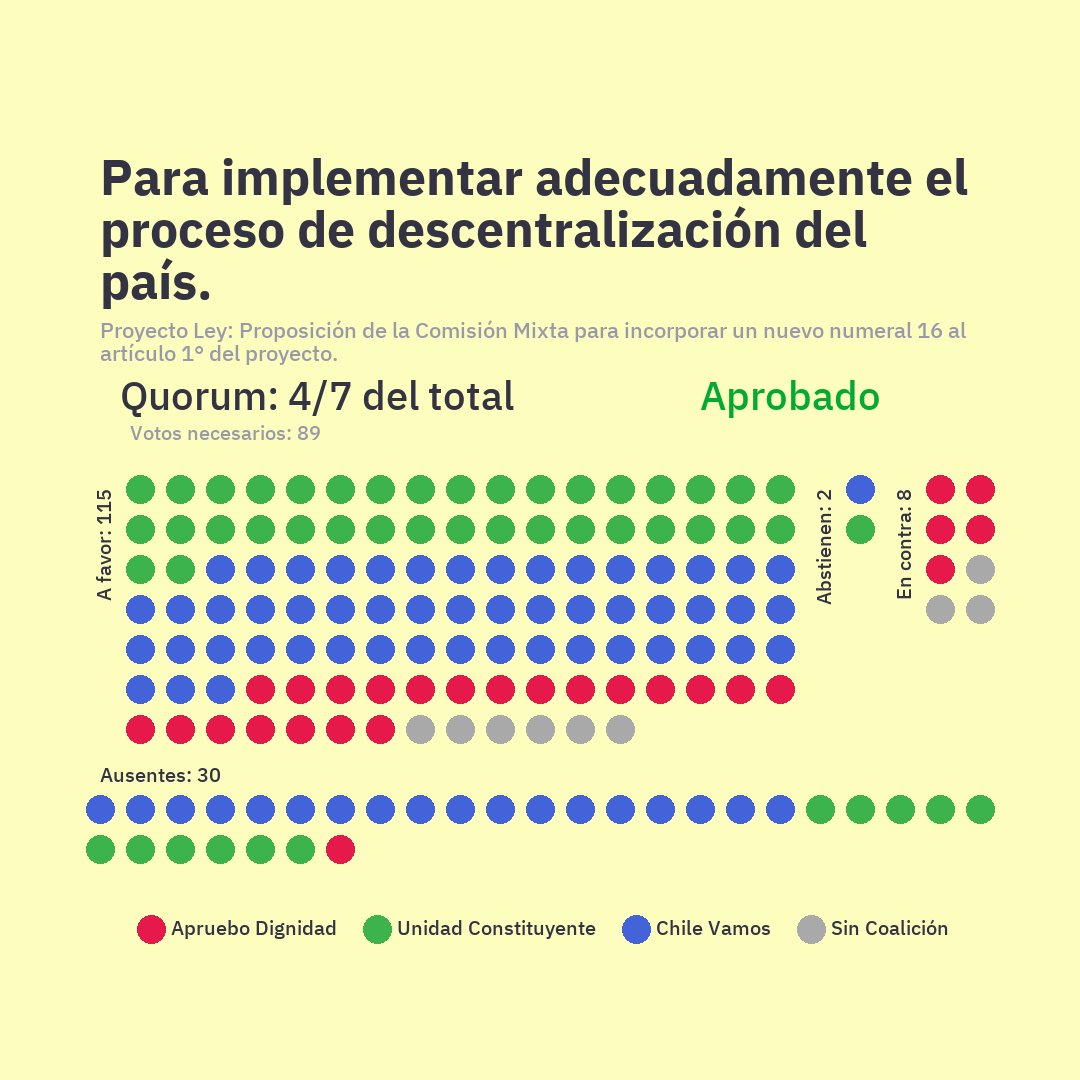 Para implementar adecuadamente el
proceso de descentralización del
país.
Proyecto Ley: Proposición de la Comisión Mixta para incorporar un nuevo numeral 16 al
artículo 1° del proyecto.
Quorum: 4/7 del total
Aprobado
Votos necesarios: 89
A favor: 115
Abstienen: 2
En contra: 8
Ausentes: 30
Apruebo Dignidad
Unidad Constituyente
Chile Vamos
Sin Coalición